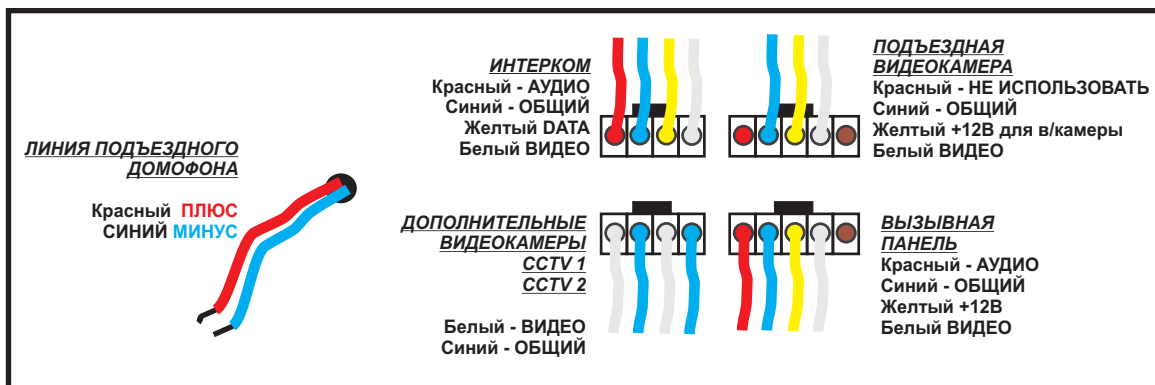 ЛИНИЯ ПОДЪЕЗДНОГО
ДОМОФОНА
Красный ПЛЮС
СИНИЙ МИНУС
ИНТЕРКОМ
Красный - АУДИО
Синий - ОБЩИЙ
Желтый DATA
Белый ВИДЕО
ПОДЪЕЗДНАЯ
ВИДЕОКАМЕРА
Красный - НЕ ИСПОЛЬЗОВАТЬ
Синий - ОБЩИЙ
Желтый +12В для в/камеры
Белый ВИДЕО
ДОПОЛНИТЕЛЬНЫЕ
ВИДЕОКАМЕРЫ
CCTV 1
CCTV 2
Белый - ВИДЕО
Синий - ОБЩИЙ
ВЫЗЫВНАЯ
ПАНЕЛЬ
Красный - АУДИО
Синий - ОБЩИЙ
Желтый +12В
Белый ВИДЕО